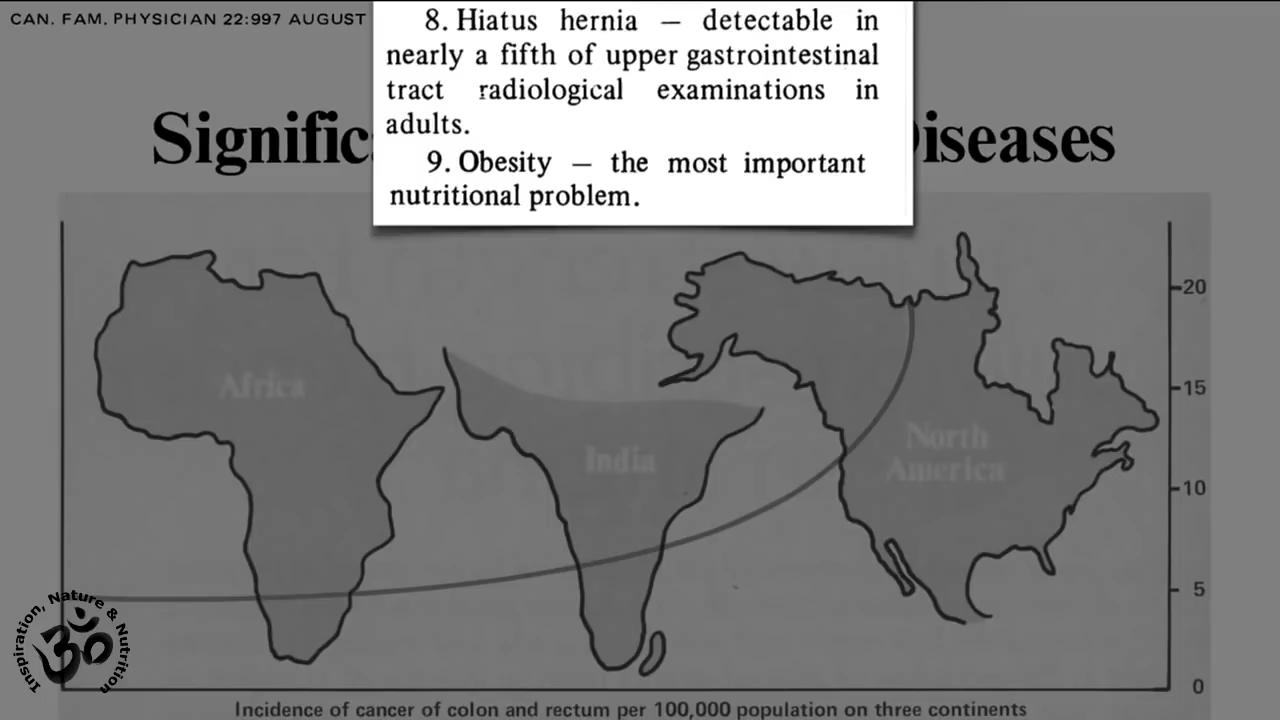 CAN. FAM. PHYSICIAN 22:997 AUGUST
8. Hiatus hernia — detectable in
nearly a fifth of upper gastrointestinal
tract radiological examinations in
adults.
9. Obesity — the most important
nutritional problem.
Africa
India
North
America
20
15
10
5
0
Inspiration, Nature & Nutrition
ॐ
Incidence of cancer of colon and rectum per 100,000 population on three continents